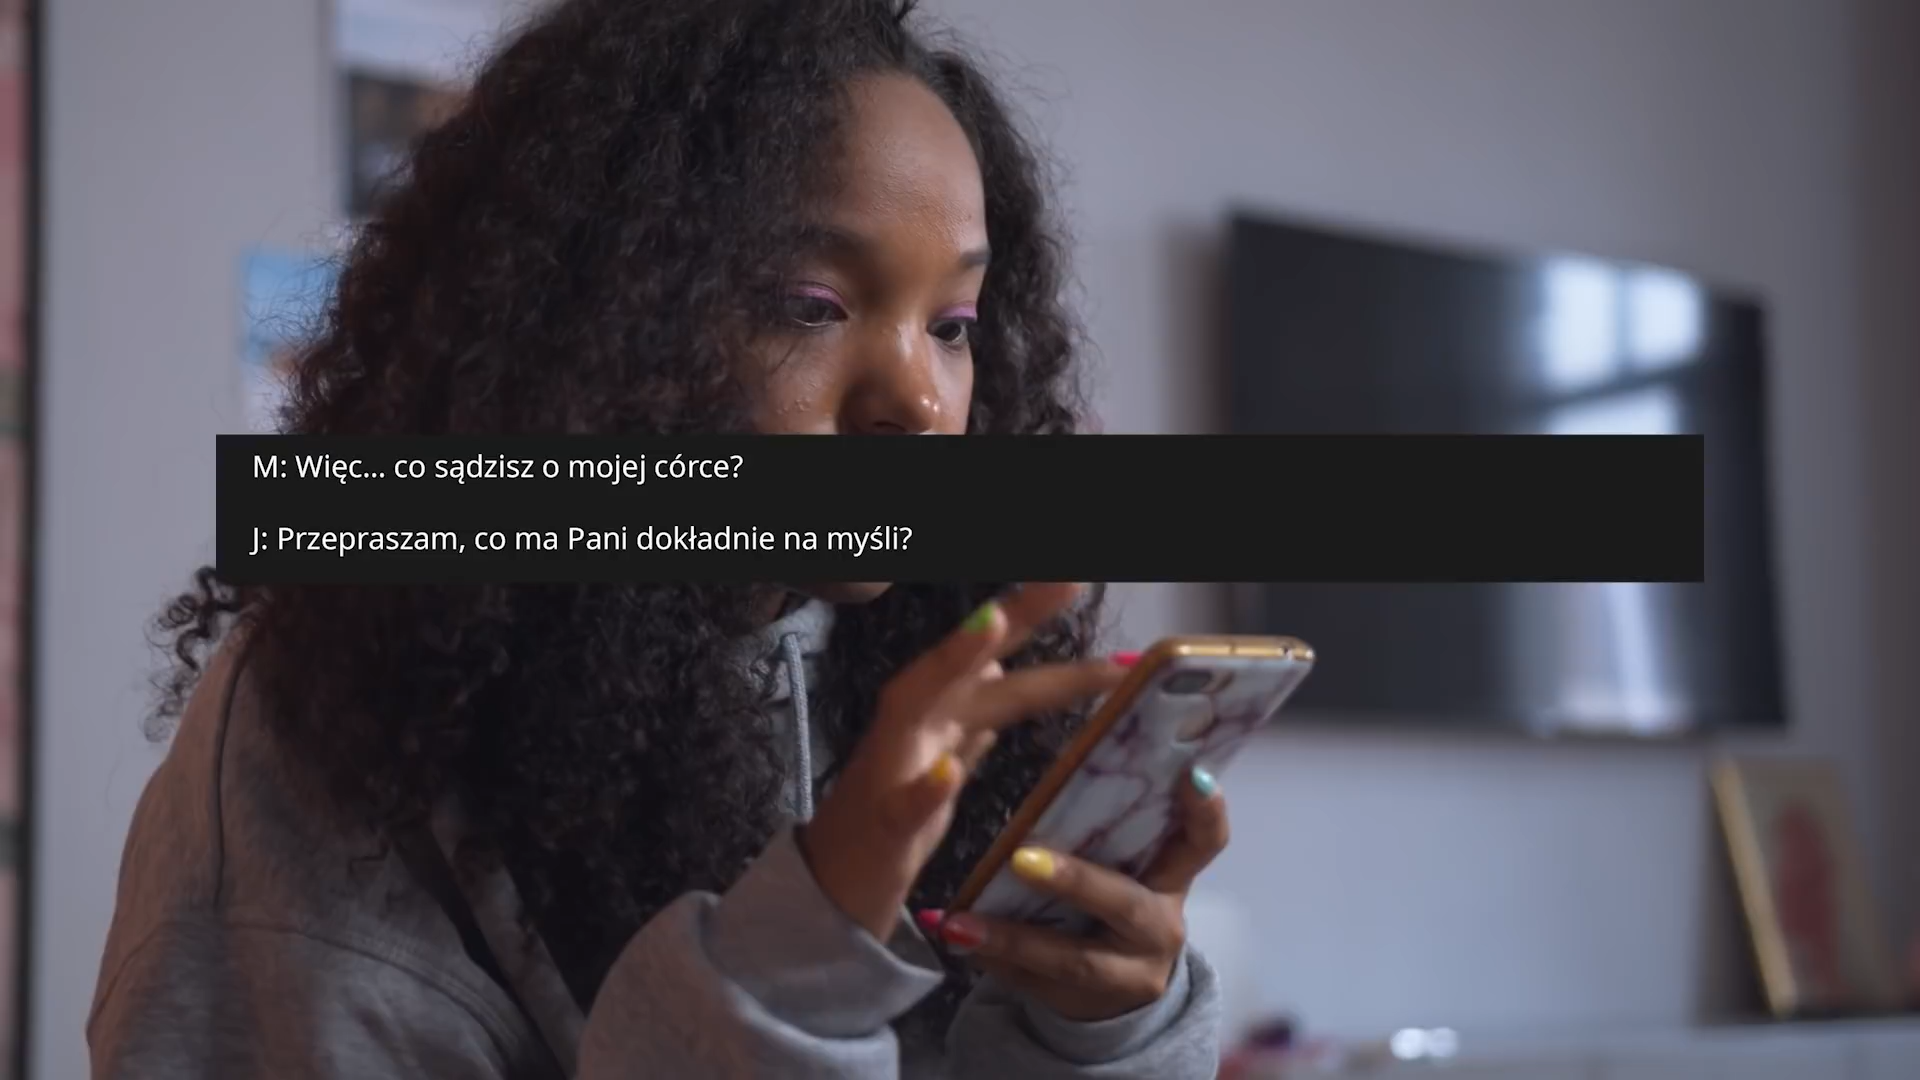 M: Więc... co sądzisz o mojej córce?
J: Przepraszam, co ma Pani dokładnie na myśli?